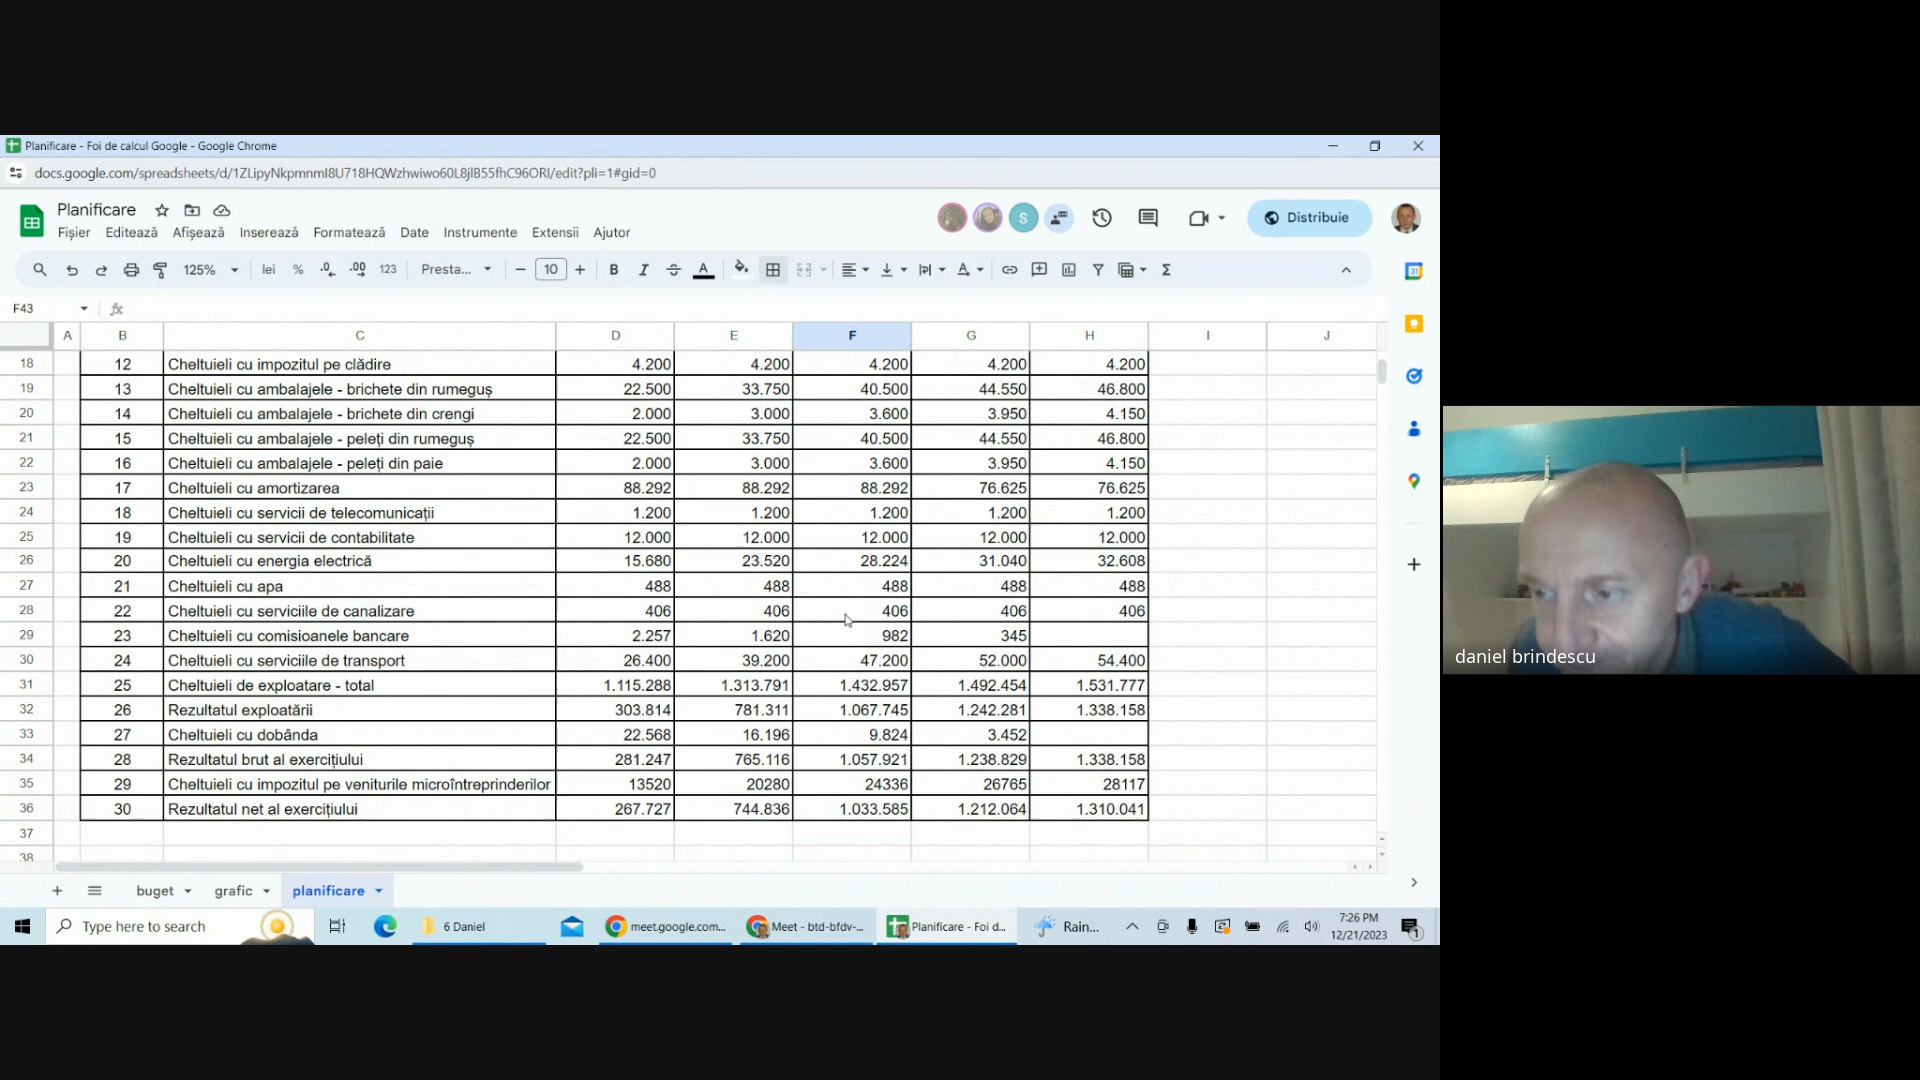 Planificare - Foi de calcul Google - Google Chrome
docs.google.com/spreadsheets/d/1ZLipyNkpmnmI8U718HQWzhwiwo60L8jlB55fhC96ORI/edit?pli=1#gid=0
Planificare
S
Distribuie
Fișier Editează Afișează Inserează Formatează Date Instrumente Extensii Ajutor
125% lei % .0 .00 123 Presta... − 10 + B I S A Σ
31
F43 fx
A B C D E F G H I J
18 12 Cheltuieli cu impozitul pe clădire 4.200 4.200 4.200 4.200 4.200
19 13 Cheltuieli cu ambalajele - brichete din rumeguș 22.500 33.750 40.500 44.550 46.800
20 14 Cheltuieli cu ambalajele - brichete din crengi 2.000 3.000 3.600 3.950 4.150
21 15 Cheltuieli cu ambalajele - peleți din rumeguș 22.500 33.750 40.500 44.550 46.800
22 16 Cheltuieli cu ambalajele - peleți din paie 2.000 3.000 3.600 3.950 4.150
23 17 Cheltuieli cu amortizarea 88.292 88.292 88.292 76.625 76.625
24 18 Cheltuieli cu servicii de telecomunicații 1.200 1.200 1.200 1.200 1.200
25 19 Cheltuieli cu servicii de contabilitate 12.000 12.000 12.000 12.000 12.000
26 20 Cheltuieli cu energia electrică 15.680 23.520 28.224 31.040 32.608
27 21 Cheltuieli cu apa 488 488 488 488 488
28 22 Cheltuieli cu serviciile de canalizare 406 406 406 406 406
29 23 Cheltuieli cu comisioanele bancare 2.257 1.620 982 345
30 24 Cheltuieli cu serviciile de transport 26.400 39.200 47.200 52.000 54.400
31 25 Cheltuieli de exploatare - total 1.115.288 1.313.791 1.432.957 1.492.454 1.531.777
32 26 Rezultatul exploatării 303.814 781.311 1.067.745 1.242.281 1.338.158
33 27 Cheltuieli cu dobânda 22.568 16.196 9.824 3.452
34 28 Rezultatul brut al exercițiului 281.247 765.116 1.057.921 1.238.829 1.338.158
35 29 Cheltuieli cu impozitul pe veniturile microîntreprinderilor 13520 20280 24336 26765 28117
36 30 Rezultatul net al exercițiului 267.727 744.836 1.033.585 1.212.064 1.310.041
37
38
buget grafic planificare
Type here to search
6 Daniel
meet.google.com...
Meet - btd-bfdv-...
Planificare - Foi d...
Rain...
7:26 PM
12/21/2023
1
daniel brindescu